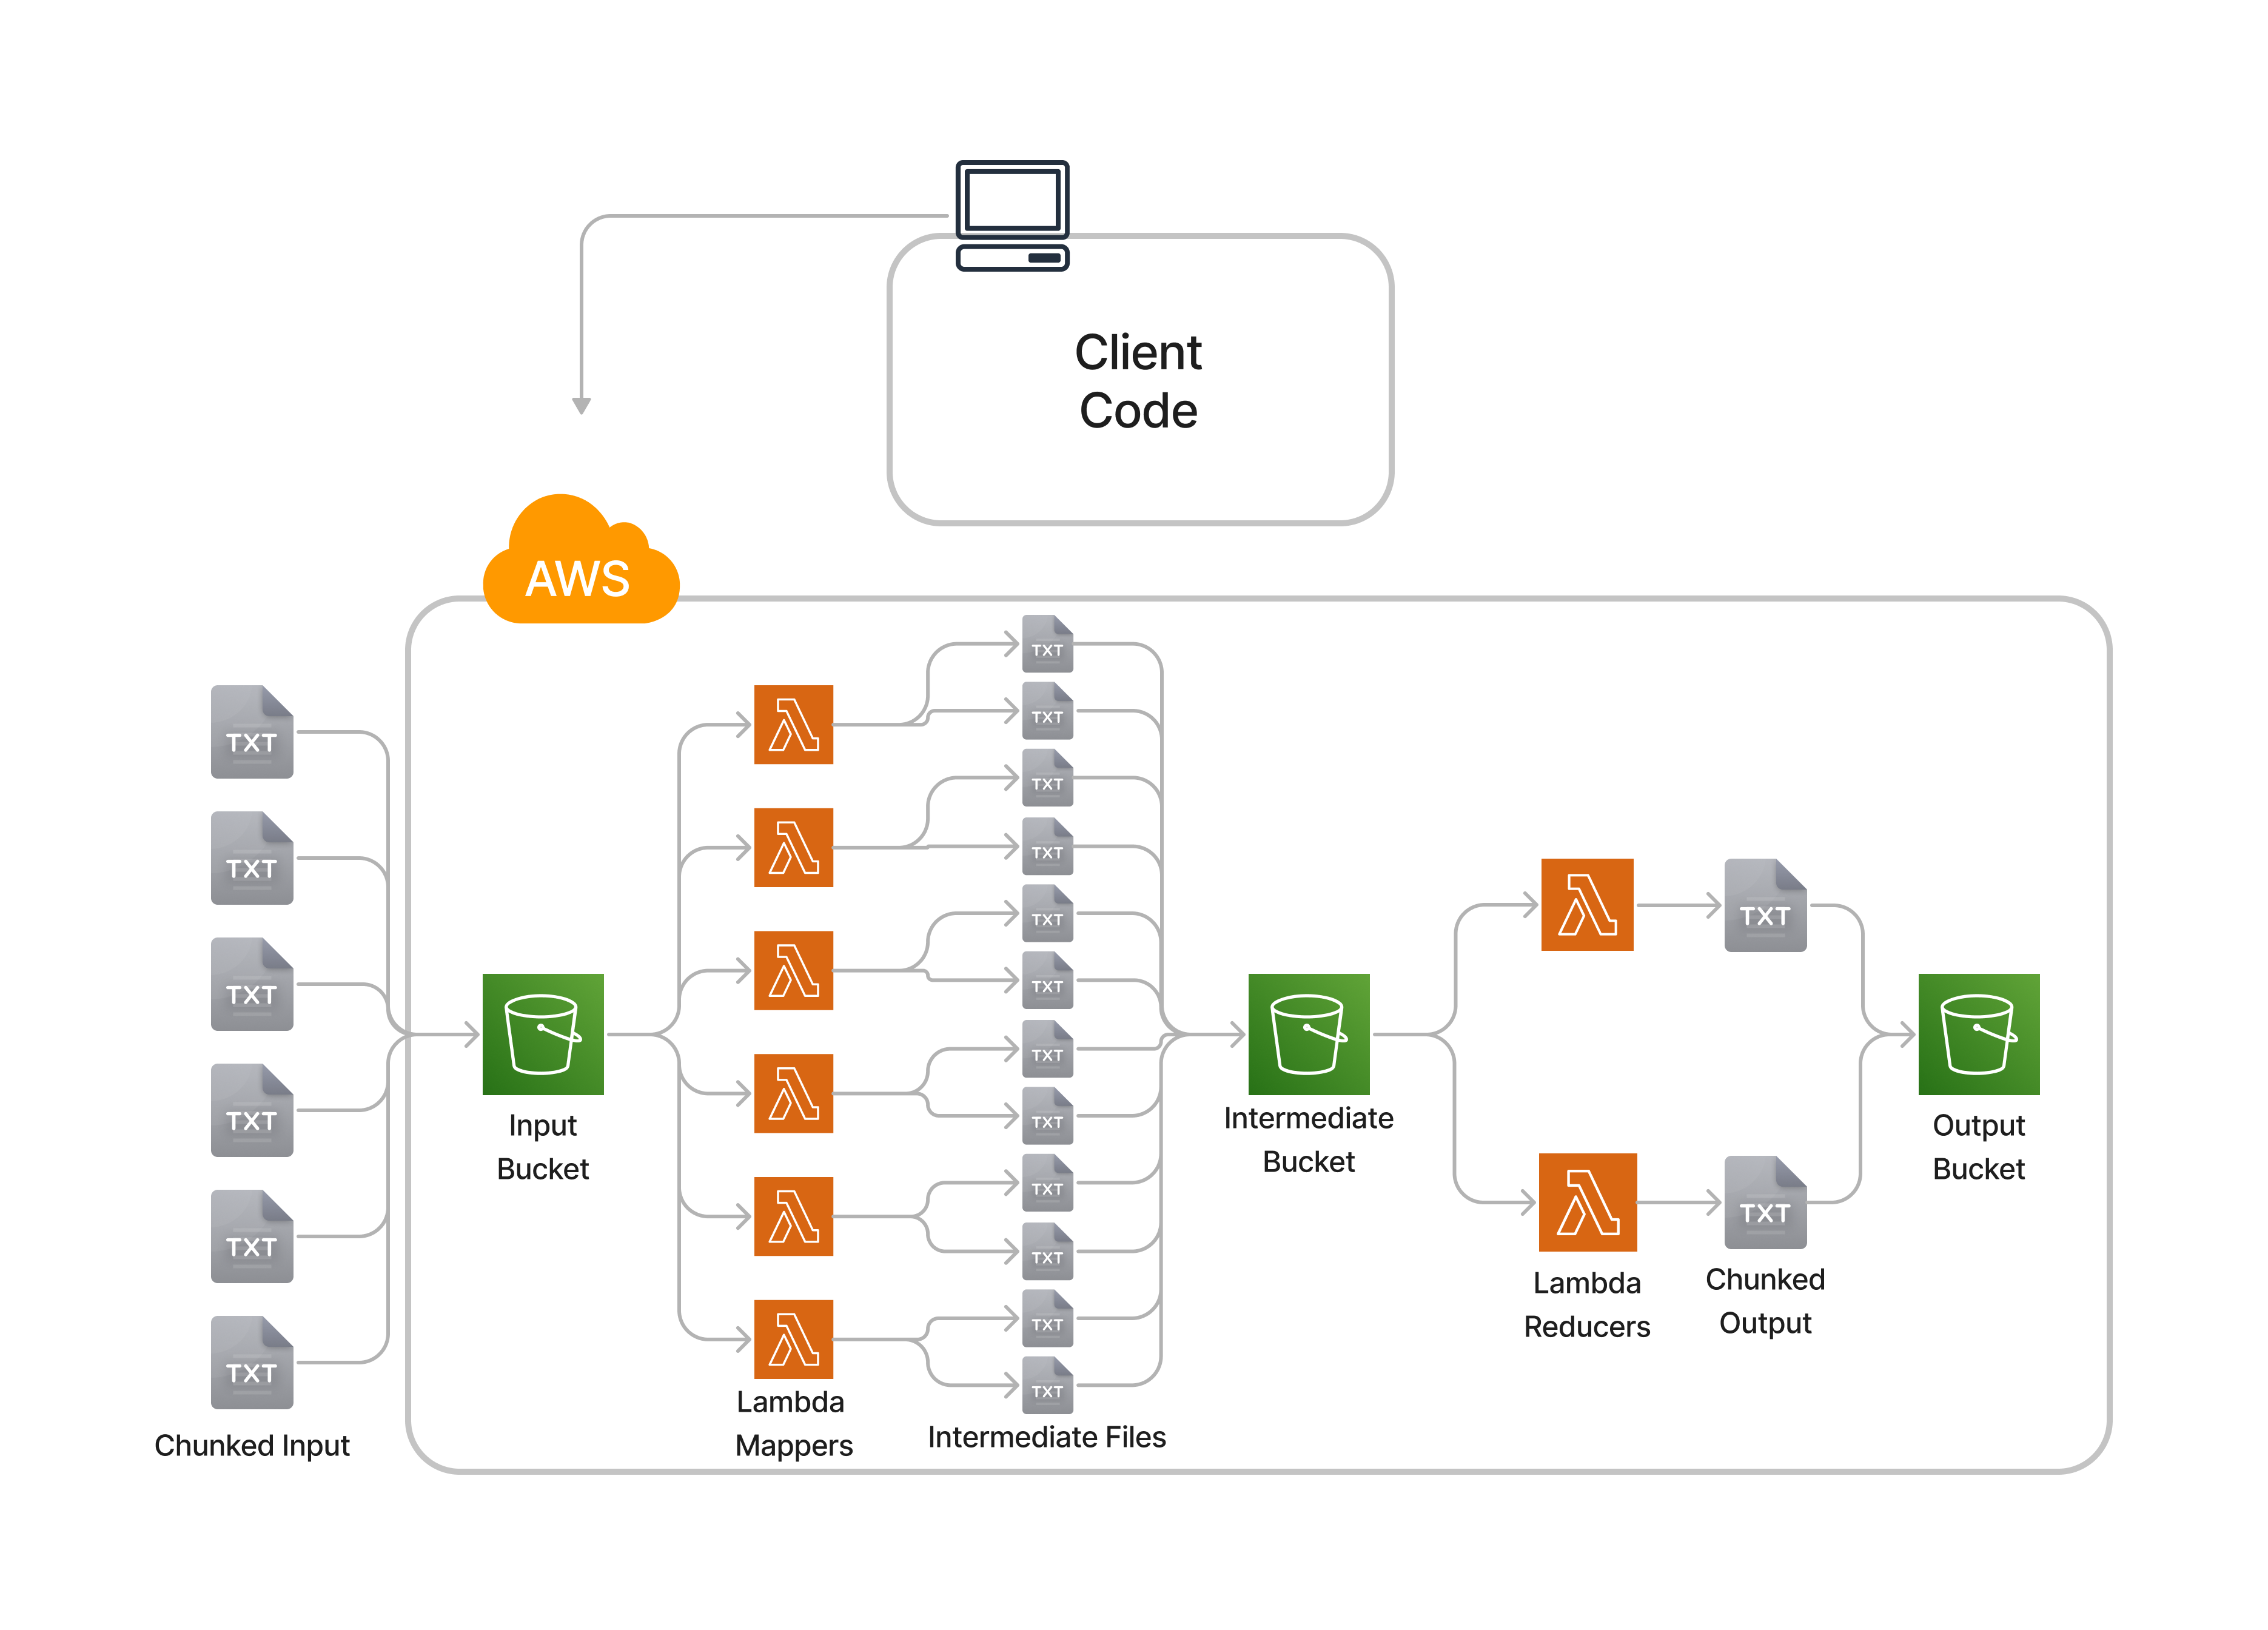 Client
Code
AWS
TXT
TXT
TXT
TXT
TXT
TXT
Chunked Input
Input
Bucket
Lambda
Mappers
TXT
TXT
TXT
TXT
TXT
TXT
TXT
TXT
TXT
TXT
TXT
TXT
Intermediate Files
Intermediate
Bucket
Lambda
Reducers
TXT
TXT
Chunked
Output
Output
Bucket